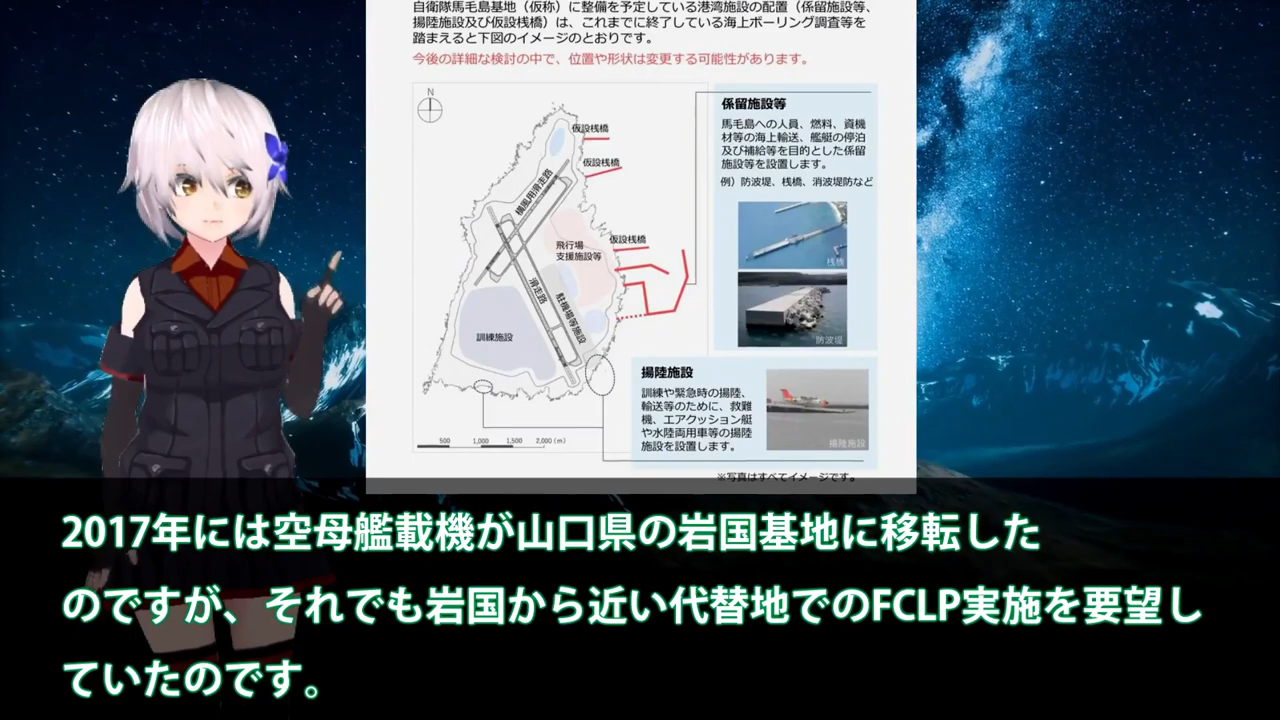 自衛隊馬毛島基地（仮称）に整備を予定している港湾施設の配置（係留施設等、
揚陸施設及び仮設桟橋）は、これまでに終了している海上ボーリング調査等を
踏まえると下図のイメージのとおりです。
今後の詳細な検討の中で、位置や形状は変更する可能性があります。
N
仮設桟橋
仮設桟橋
横風用滑走路
仮設桟橋
飛行場
支援施設等
滑走路
駐機場等施設
訓練施設
500 1,000 1,500 2,000 (m)
係留施設等
馬毛島への人員、燃料、資機
材等の海上輸送、艦艇の停泊
及び補給等を目的とした係留
施設等を設置します。
例）防波堤、桟橋、消波堤防など
桟橋
防波堤
揚陸施設
訓練や緊急時の揚陸、
輸送等のために、救難
機、エアクッション艇
や水陸両用車等の揚陸
施設を設置します。
揚陸施設
※写真はすべてイメージです。
2017年には空母艦載機が山口県の岩国基地に移転した
のですが、それでも岩国から近い代替地でのFCLP実施を要望し
ていたのです。